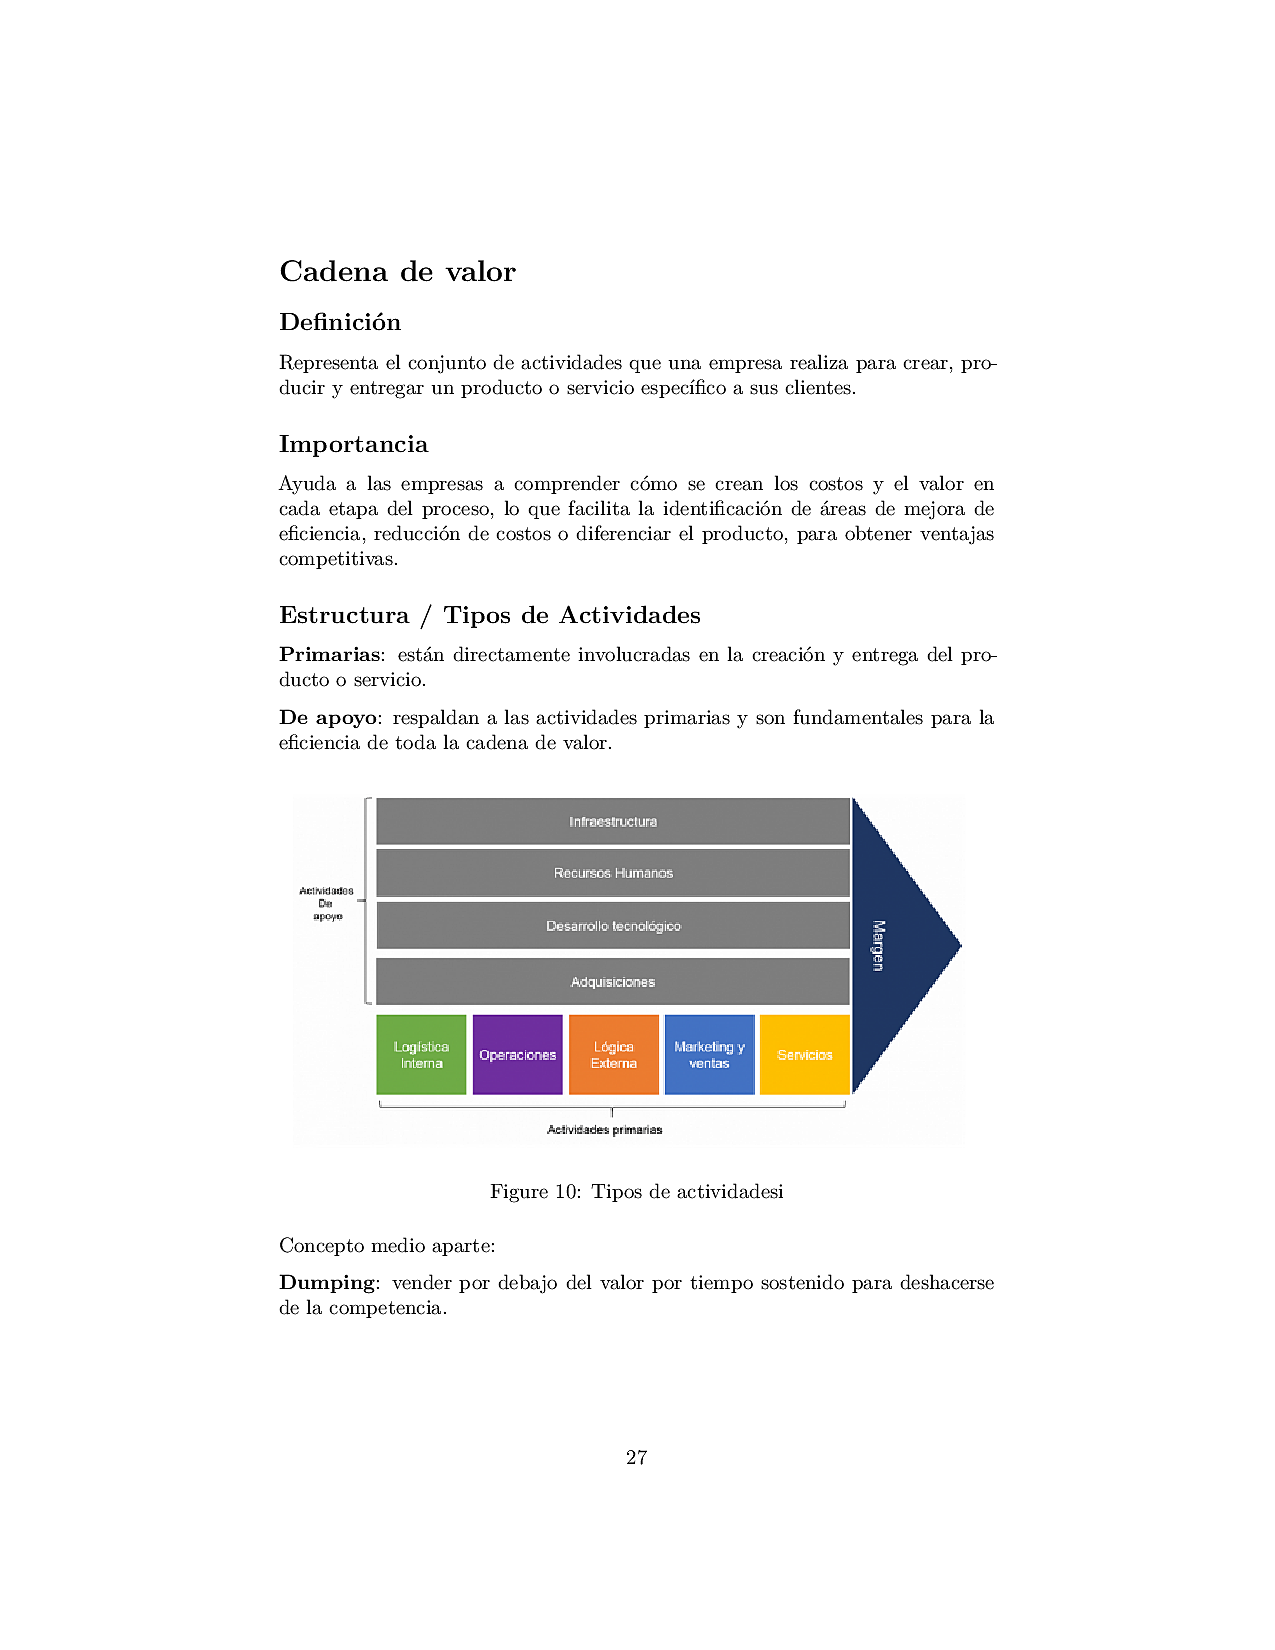 Cadena de valor
Definición
Representa el conjunto de actividades que una empresa realiza para crear, pro-
ducir y entregar un producto o servicio específico a sus clientes.
Importancia
Ayuda a las empresas a comprender cómo se crean los costos y el valor en
cada etapa del proceso, lo que facilita la identificación de áreas de mejora de
eficiencia, reducción de costos o diferenciar el producto, para obtener ventajas
competitivas.
Estructura / Tipos de Actividades
Primarias: están directamente involucradas en la creación y entrega del pro-
ducto o servicio.
De apoyo: respaldan a las actividades primarias y son fundamentales para la
eficiencia de toda la cadena de valor.
Actividades
De
apoyo
Infraestructura
Recursos Humanos
Desarrollo tecnológico
Adquisiciones
Margen
Logística
Interna
Operaciones
Lógica
Externa
Marketing y
ventas
Servicios
Actividades primarias
Figure 10: Tipos de actividadesi
Concepto medio aparte:
Dumping: vender por debajo del valor por tiempo sostenido para deshacerse
de la competencia.
27